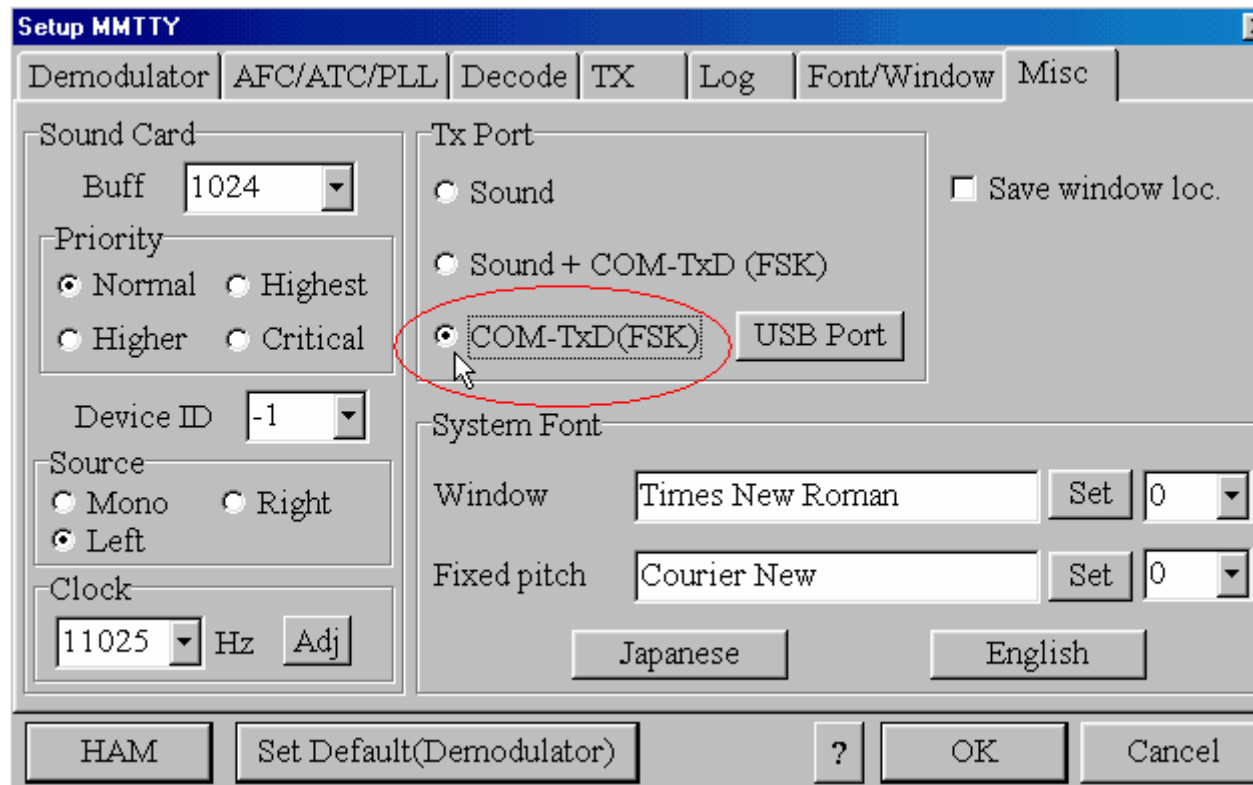 Setup MMTTY
Demodulator AFC/ATC/PLL Decode TX Log Font/Window Misc
Sound Card
Buff 1024
Priority
Normal Highest
Higher Critical
Device ID -1
Source
Mono Right
Left
Clock
11025 Hz Adj
Tx Port
Sound
Sound + COM-TxD (FSK)
COM-TxD(FSK) USB Port
Save window loc.
System Font
Window Times New Roman Set 0
Fixed pitch Courier New Set 0
Japanese English
HAM Set Default(Demodulator) ? OK Cancel